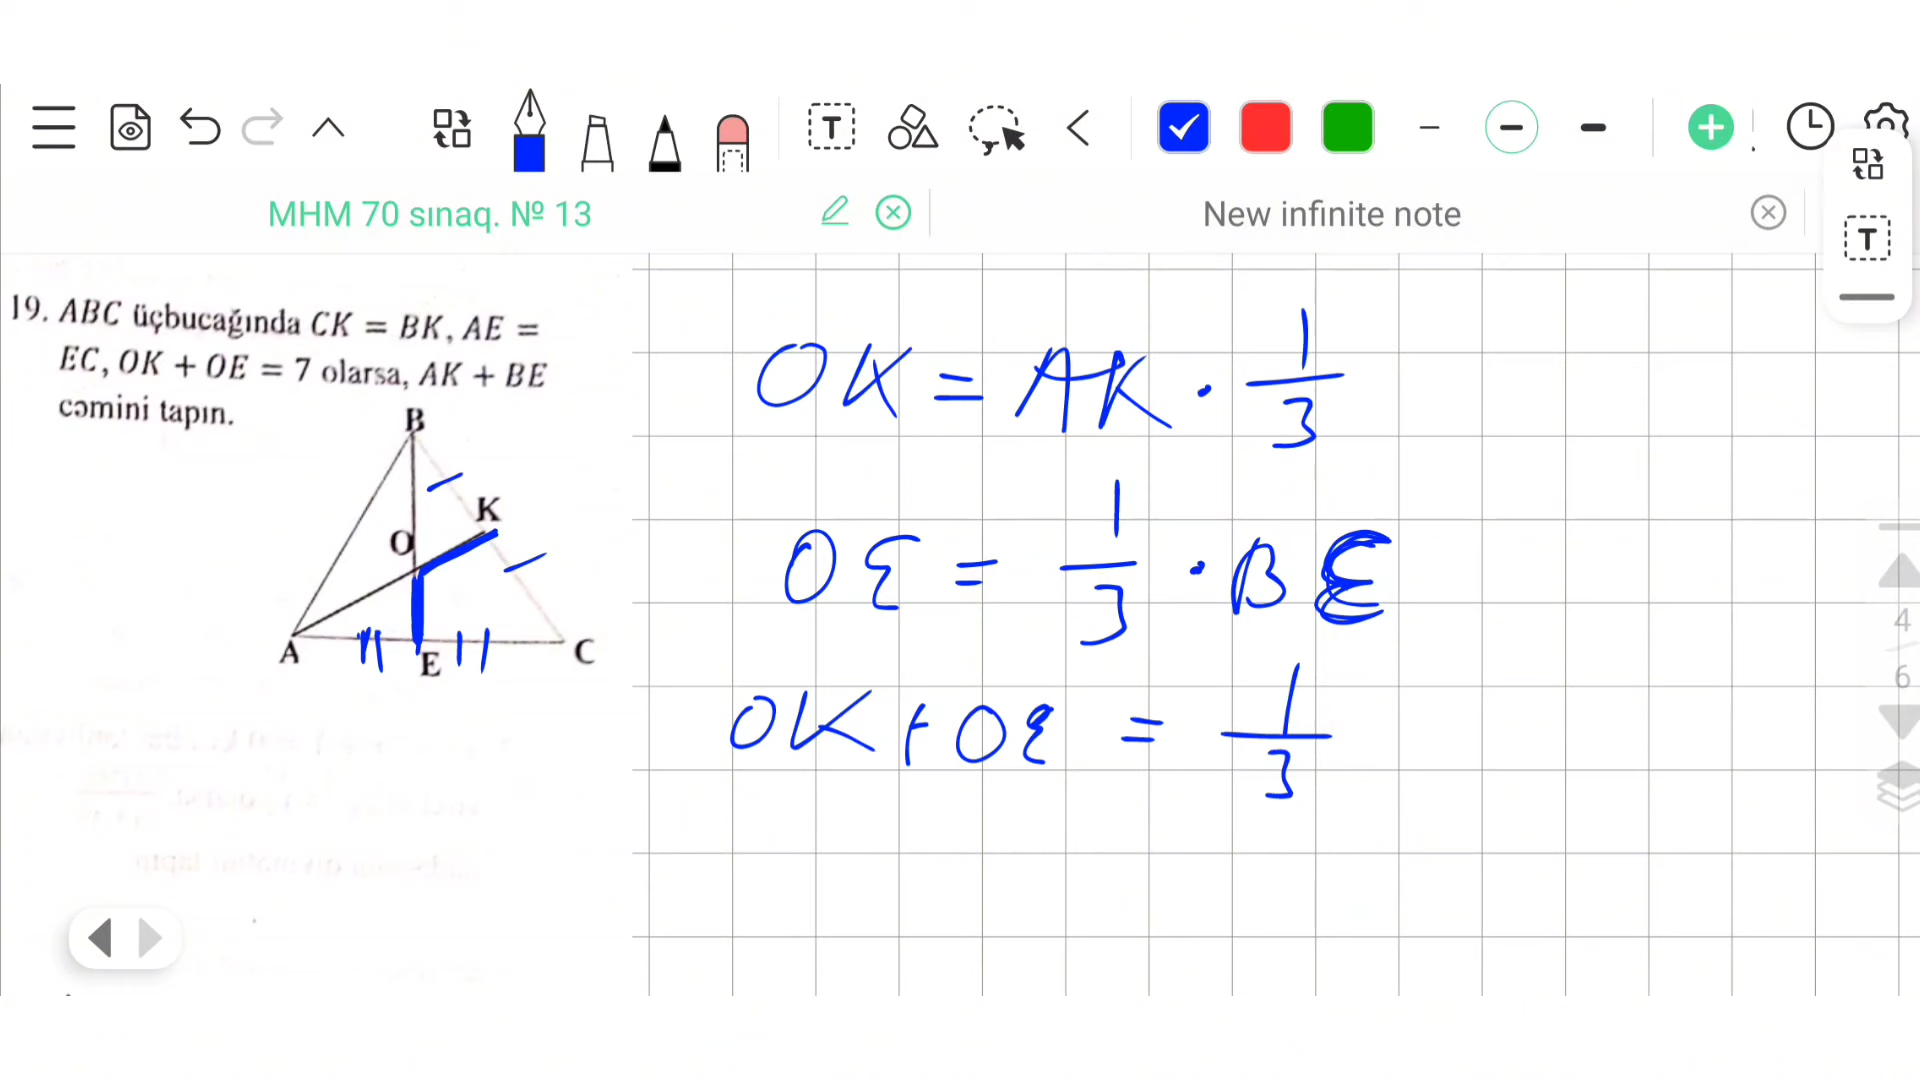 MHM 70 sınaq. № 13
New infinite note
19. ABC üçbucağında CK = BK, AE =
EC, OK + OE = 7 olarsa, AK + BE
cəmini tapın.
B
K
O
A
E
C
OK = AK · 1/3
OE = 1/3 · BE
OK + OE = 1/3
T
T
4
6